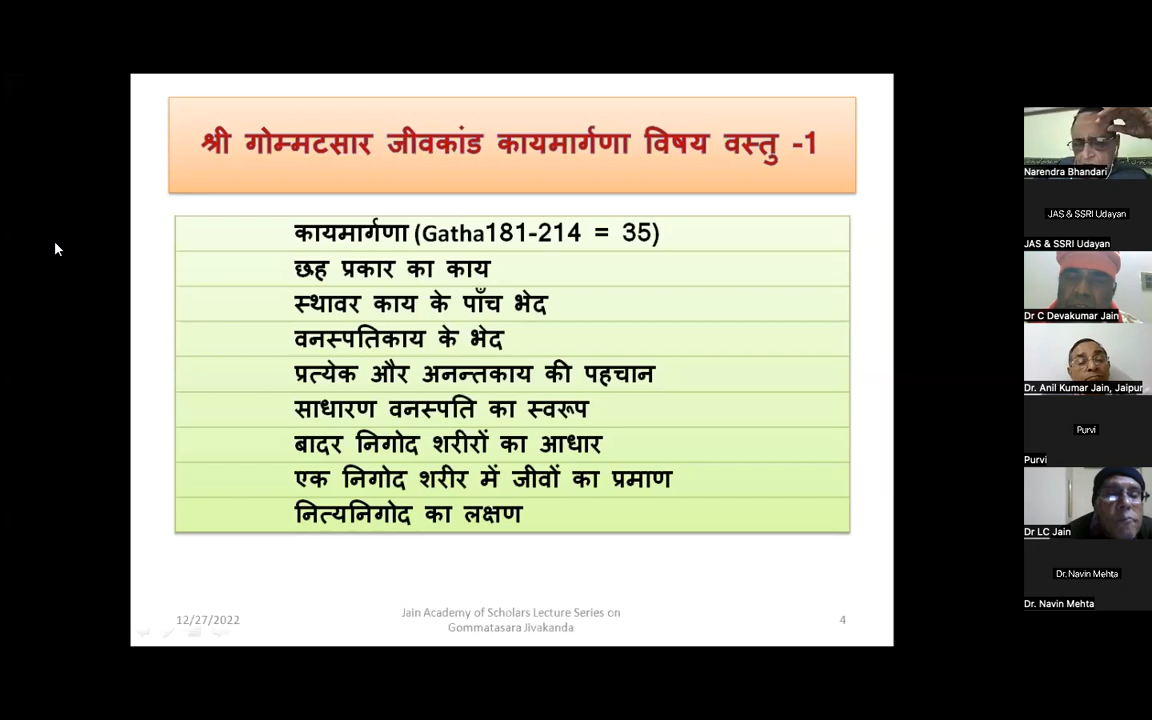 श्री गोम्मटसार जीवकांड कायमार्गणा विषय वस्तु -1
कायमार्गणा (Gatha181-214 = 35)
छह प्रकार का काय
स्थावर काय के पाँच भेद
वनस्पतिकाय के भेद
प्रत्येक और अनन्तकाय की पहचान
साधारण वनस्पति का स्वरूप
बादर निगोद शरीरों का आधार
एक निगोद शरीर में जीवों का प्रमाण
नित्यनिगोद का लक्षण
12/27/2022
Jain Academy of Scholars Lecture Series on
Gommatasara Jivakanda
4
Narendra Bhandari
JAS & SSRI Udayan
JAS & SSRI Udayan
Dr C Devakumar Jain
Dr. Anil Kumar Jain, Jaipur
Purvi
Purvi
Dr LC Jain
Dr. Navin Mehta
Dr. Navin Mehta